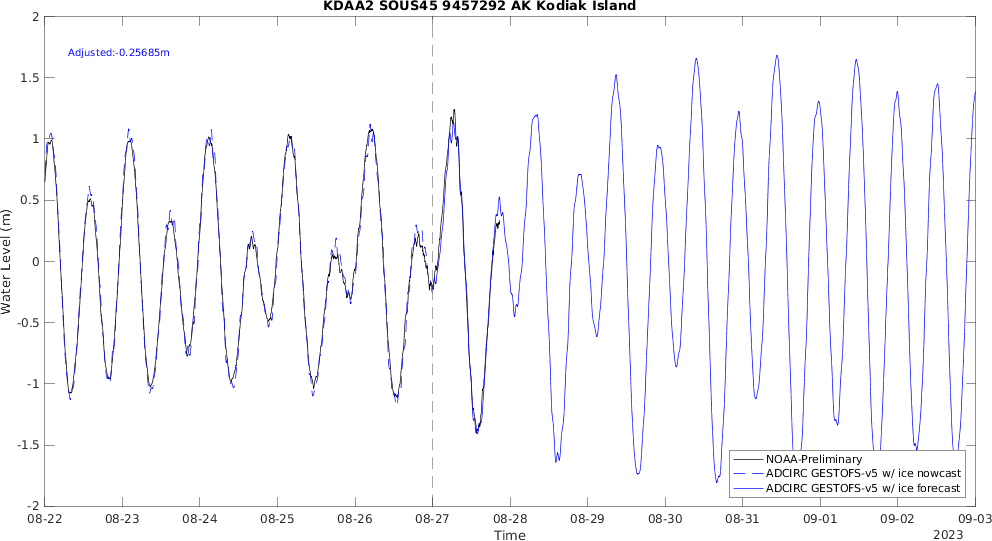 KDAA2 SOUS45 9457292 AK Kodiak Island
Adjusted:-0.25685m
2
1.5
1
0.5
0
-0.5
-1
-1.5
-2
Water Level (m)
NOAA-Preliminary
ADCIRC GESTOFS-v5 w/ ice nowcast
ADCIRC GESTOFS-v5 w/ ice forecast
08-22 08-23 08-24 08-25 08-26 08-27 08-28 08-29 08-30 08-31 09-01 09-02 09-03
Time
2023